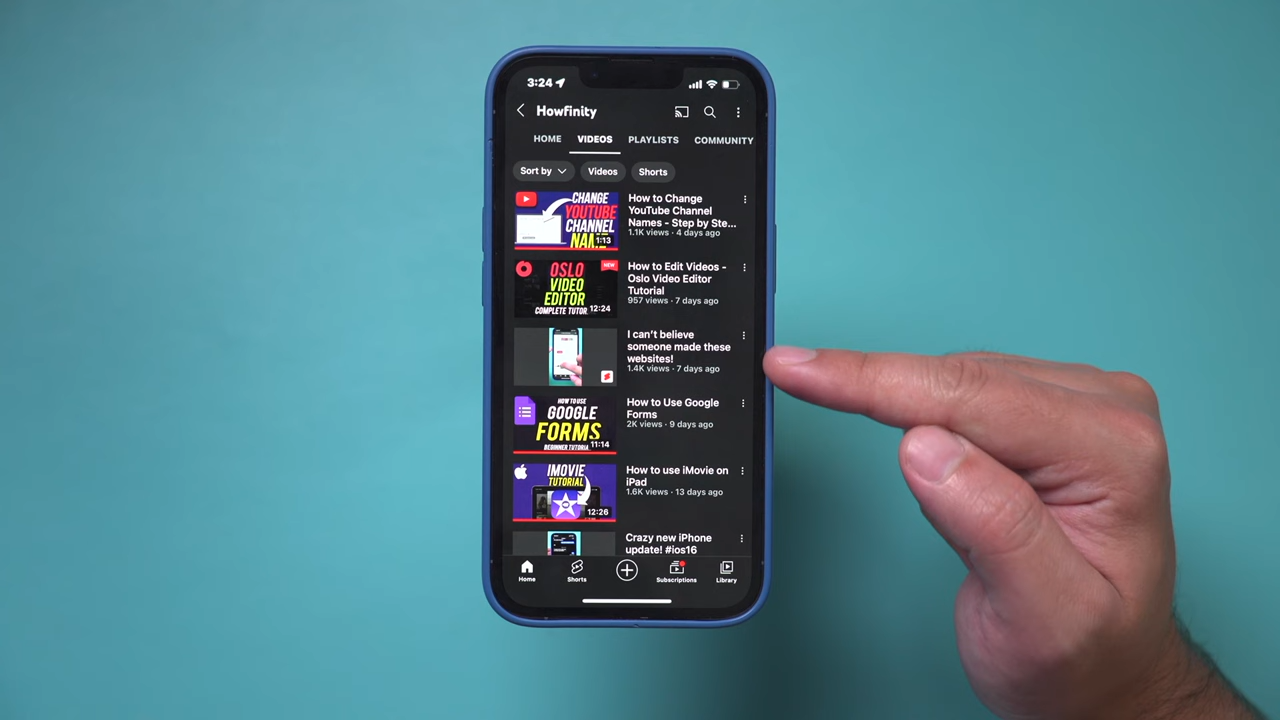 3:24
Howfinity
HOME VIDEOS PLAYLISTS COMMUNITY
Sort by Videos Shorts
CHANGE
YOUTUBE
CHANNEL
NAME
1:13
How to Change
YouTube Channel
Names - Step by Ste...
1.1K views · 4 days ago
NEW
OSLO
VIDEO
EDITOR
COMPLETE TUTOR
12:24
How to Edit Videos -
Oslo Video Editor
Tutorial
957 views · 7 days ago
I can't believe
someone made these
websites!
1.4K views · 7 days ago
HOW TO USE
GOOGLE
FORMS
BEGINNER TUTORIAL
11:14
How to Use Google
Forms
2K views · 9 days ago
IMOVIE
TUTORIAL
12:26
How to use iMovie on
iPad
1.6K views · 13 days ago
Crazy new iPhone
update! #ios16
Home Shorts Subscriptions Library